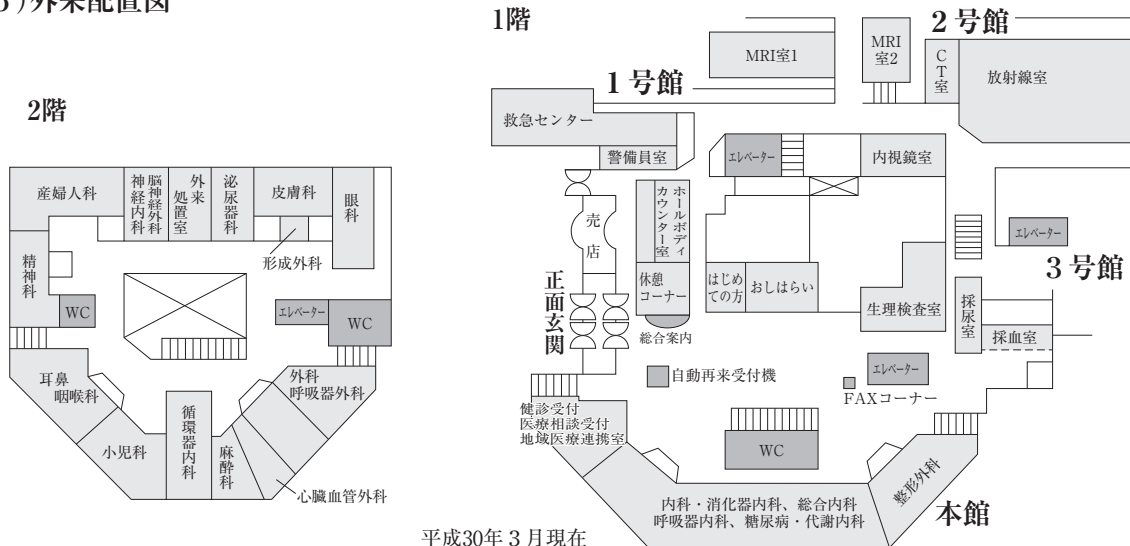 外来配置図
2階
産婦人科
脳神経外科
神経内科
外来
処置室
泌尿器科
皮膚科
眼科
形成外科
精神科
WC
エレベーター
WC
耳鼻
咽喉科
小児科
循環器内科
麻酔科
外科
呼吸器外科
心臓血管外科
平成30年3月現在
1階
MRI室1
MRI
室2
2号館
CT室
放射線室
1号館
救急センター
警備員室
エレベーター
内視鏡室
売店
ホールボディ
カウンター室
休憩
コーナー
総合案内
はじめ
ての方
おしはらい
生理検査室
エレベーター
3号館
採尿室
採血室
正面玄関
自動再来受付機
エレベーター
FAXコーナー
健診受付
医療相談受付
地域医療連携室
WC
内科・消化器内科、総合内科
呼吸器内科、糖尿病・代謝内科
整形外科
本館